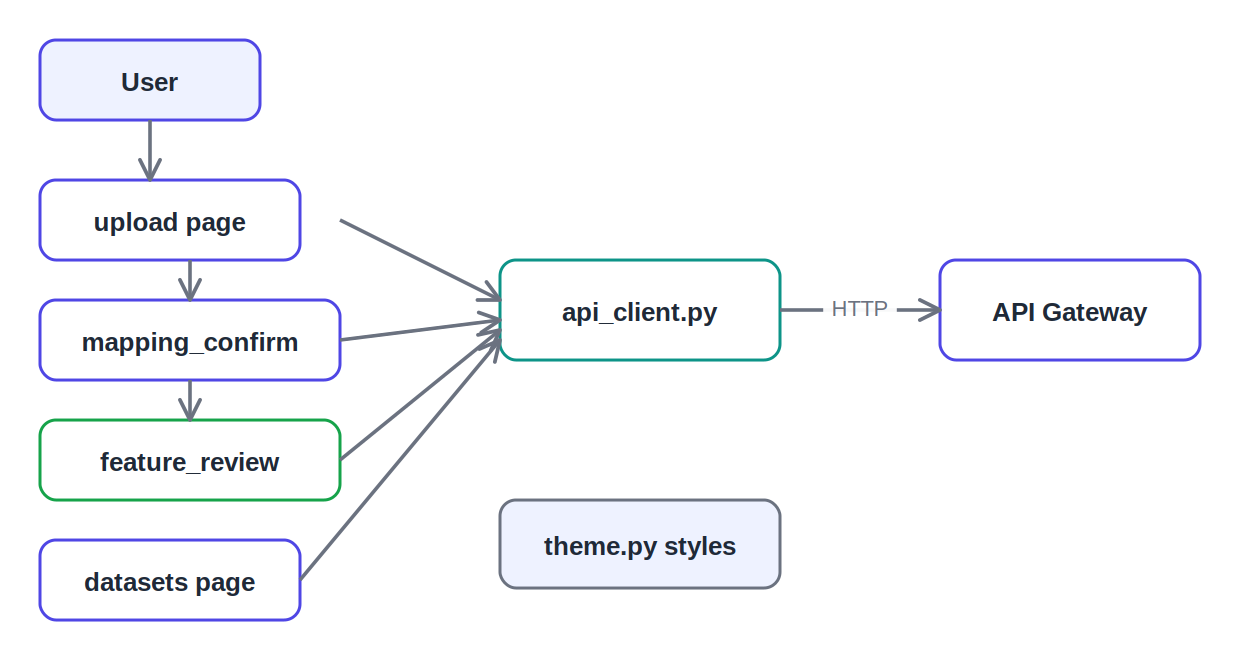 User
upload page
mapping_confirm
feature_review
datasets page
api_client.py
theme.py styles
HTTP
API Gateway